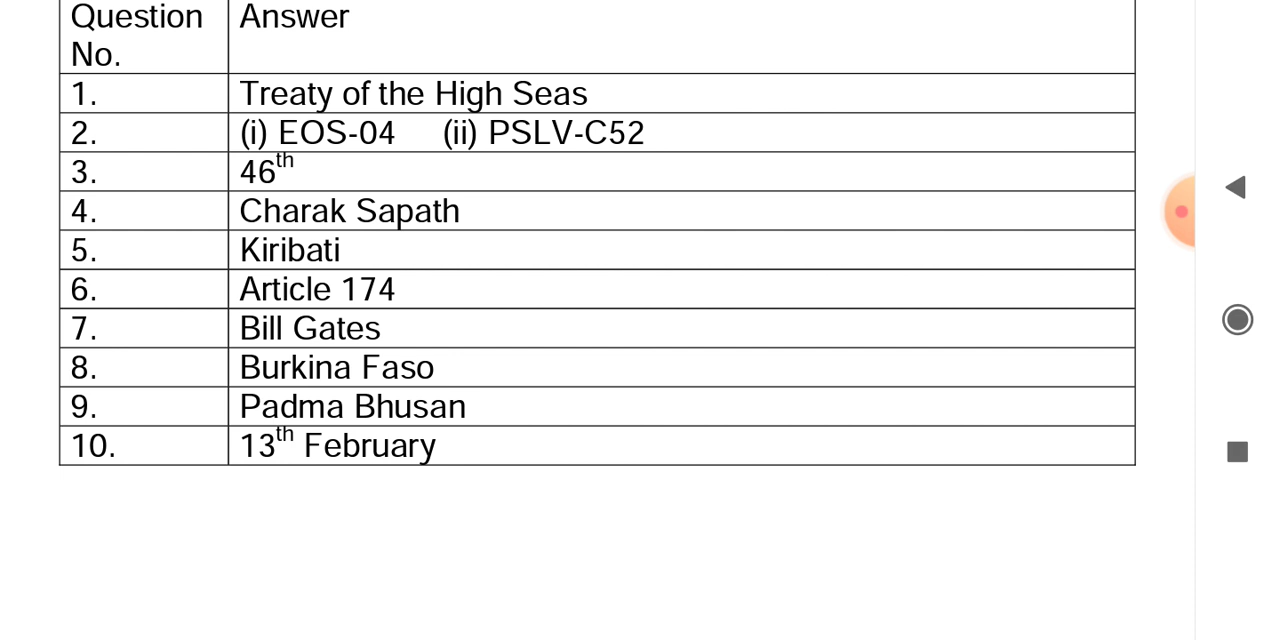 Question No. Answer
1. Treaty of the High Seas
2. (i) EOS-04 (ii) PSLV-C52
3. 46th
4. Charak Sapath
5. Kiribati
6. Article 174
7. Bill Gates
8. Burkina Faso
9. Padma Bhusan
10. 13th February